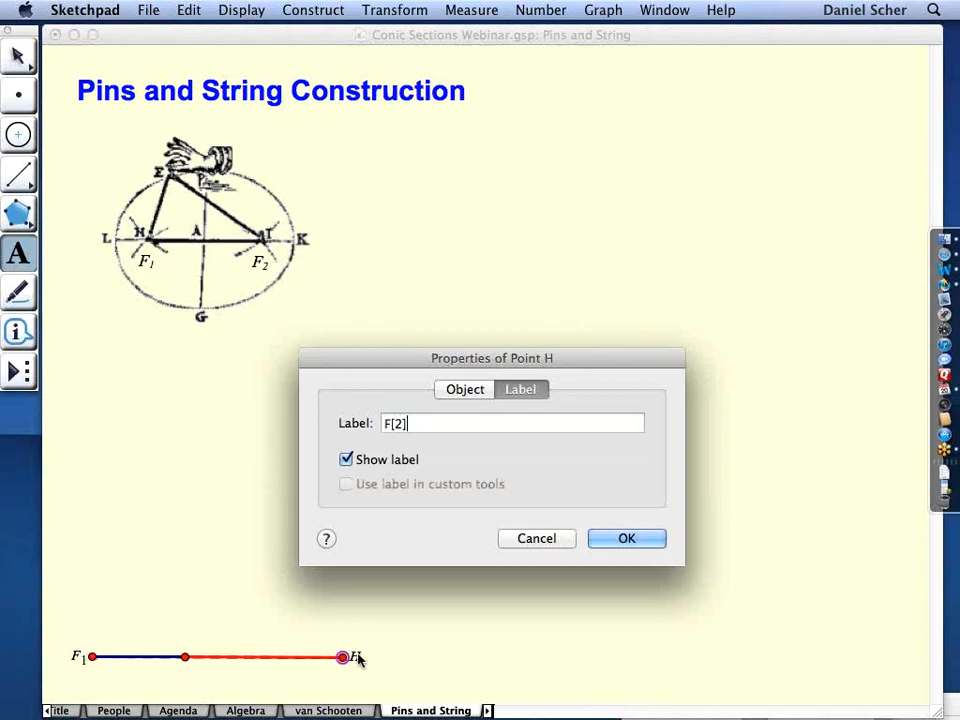 Sketchpad File Edit Display Construct Transform Measure Number Graph Window Help Daniel Scher
Conic Sections Webinar.gsp: Pins and String
Pins and String Construction
E
L H A I K
F1 F2
G
Properties of Point H
Object Label
Label: F[2]
Show label
Use label in custom tools
? Cancel OK
F1 H
Title People Agenda Algebra van Schooten Pins and String
A